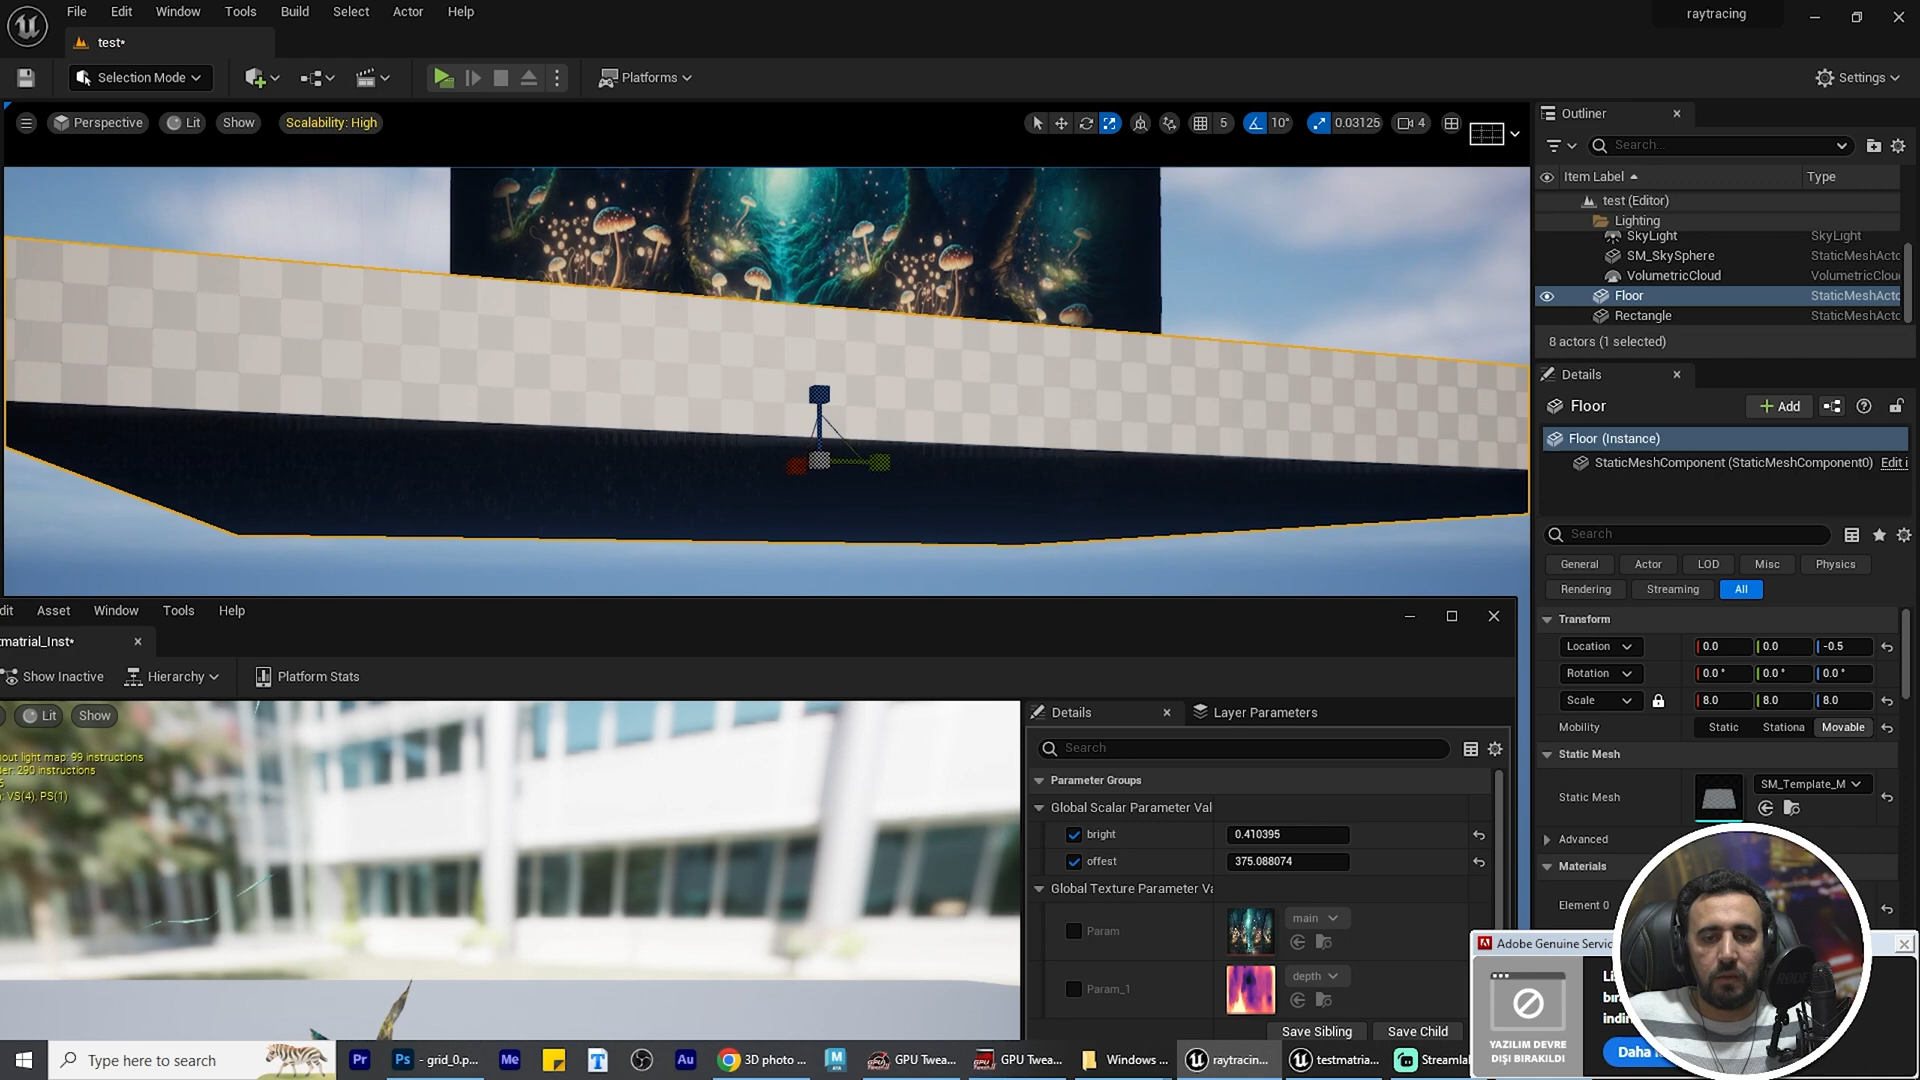 File Edit Window Tools Build Select Actor Help
raytracing
test*
Selection Mode
Platforms
Settings
Perspective Lit Show Scalability: High
5 10° 0.03125 4
Outliner
Search...
Item Label Type
test (Editor)
Lighting
SkyLight SkyLight
SM_SkySphere StaticMeshActo
VolumetricCloud VolumetricClou
Floor StaticMeshActo
Rectangle StaticMeshActo
8 actors (1 selected)
Details
Floor
Add
Floor (Instance)
StaticMeshComponent (StaticMeshComponent0) Edit i
Search
General Actor LOD Misc Physics
Rendering Streaming All
Transform
Location 0.0 0.0 -0.5
Rotation 0.0° 0.0° 0.0°
Scale 8.0 8.0 8.0
Mobility Static Stationa Movable
Static Mesh
Static Mesh SM_Template_M
Advanced
Materials
Element 0
dit Asset Window Tools Help
tmatrial_Inst*
Show Inactive Hierarchy Platform Stats
Lit Show
out light map: 99 instructions
der: 290 instructions
: VS(4), PS(1)
Details Layer Parameters
Search
Parameter Groups
Global Scalar Parameter Val
bright 0.410395
offest 375.088074
Global Texture Parameter Va
Param main
Param_1 depth
Save Sibling Save Child
Adobe Genuine Servic
YAZILIM DEVRE
DIŞI BIRAKILDI
Daha
RODE
Type here to search
Pr Ps - grid_0.p... Me T Au 3D photo ... M GPU Twea... GPU Twea... Windows ... raytracin... testmatria... Streamla